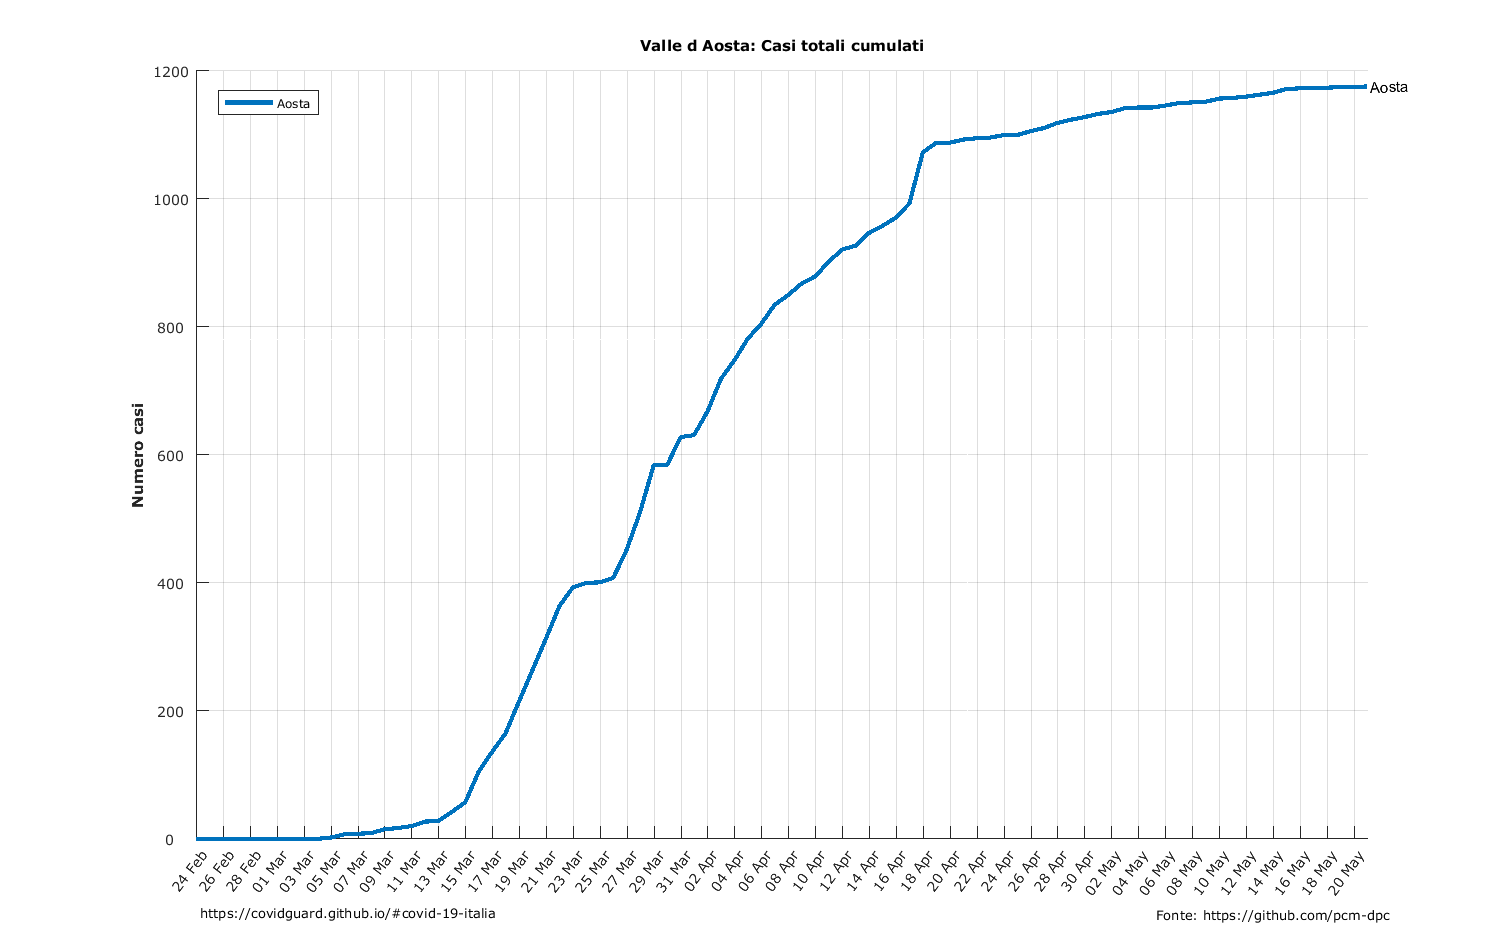 Valle d Aosta: Casi totali cumulati
1200
Aosta
Aosta
1000
800
600
400
200
0
Numero casi
24 Feb
26 Feb
28 Feb
01 Mar
03 Mar
05 Mar
07 Mar
09 Mar
11 Mar
13 Mar
15 Mar
17 Mar
19 Mar
21 Mar
23 Mar
25 Mar
27 Mar
29 Mar
31 Mar
02 Apr
04 Apr
06 Apr
08 Apr
10 Apr
12 Apr
14 Apr
16 Apr
18 Apr
20 Apr
22 Apr
24 Apr
26 Apr
28 Apr
30 Apr
02 May
04 May
06 May
08 May
10 May
12 May
14 May
16 May
18 May
20 May
https://covidguard.github.io/#covid-19-italia
Fonte: https://github.com/pcm-dpc